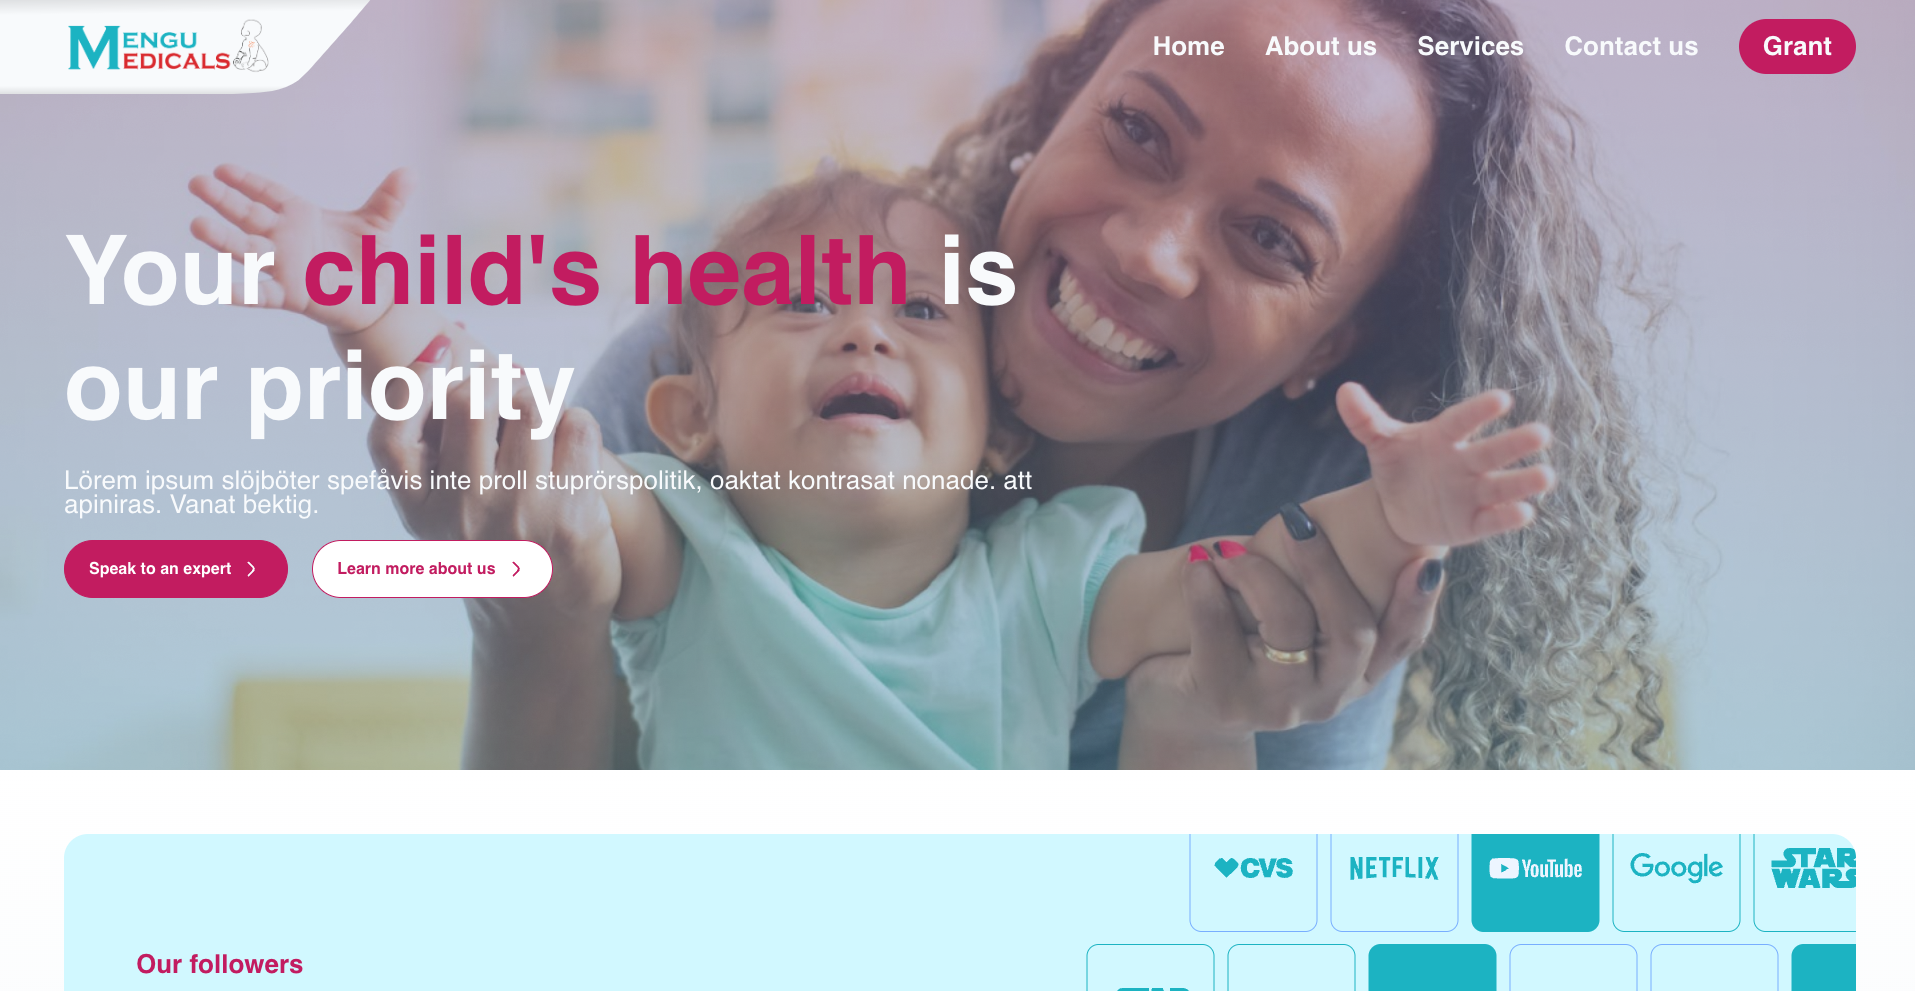 MENGU
MEDICALS
Home About us Services Contact us Grant
Your child's health is
our priority
Lörem ipsum slöjböter spefåvis inte proll stuprörspolitik, oaktat kontrasat nonade. att
apiniras. Vanat bektig.
Speak to an expert Learn more about us
CVS NETFLIX YouTube Google STAR
WARS
Our followers